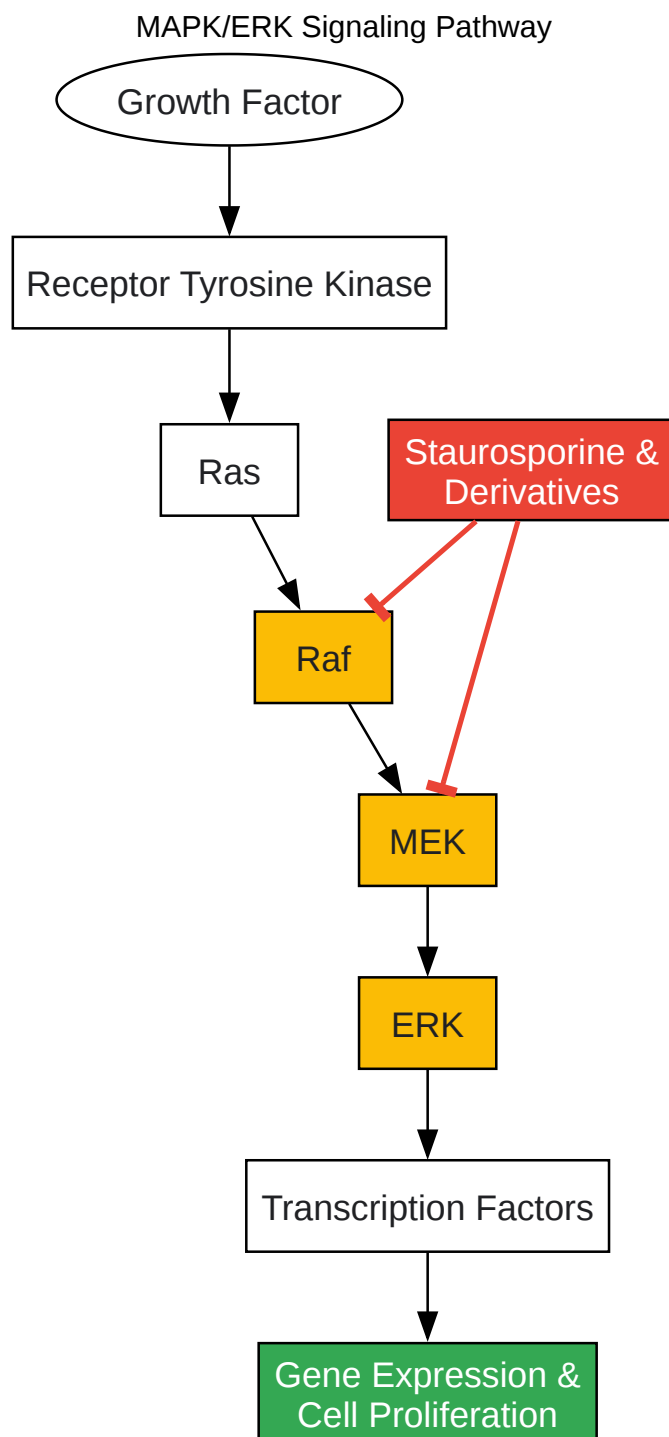 MAPK/ERK Signaling Pathway
Growth Factor
Receptor Tyrosine Kinase
Ras
Staurosporine &
Derivatives
Raf
MEK
ERK
Transcription Factors
Gene Expression &
Cell Proliferation